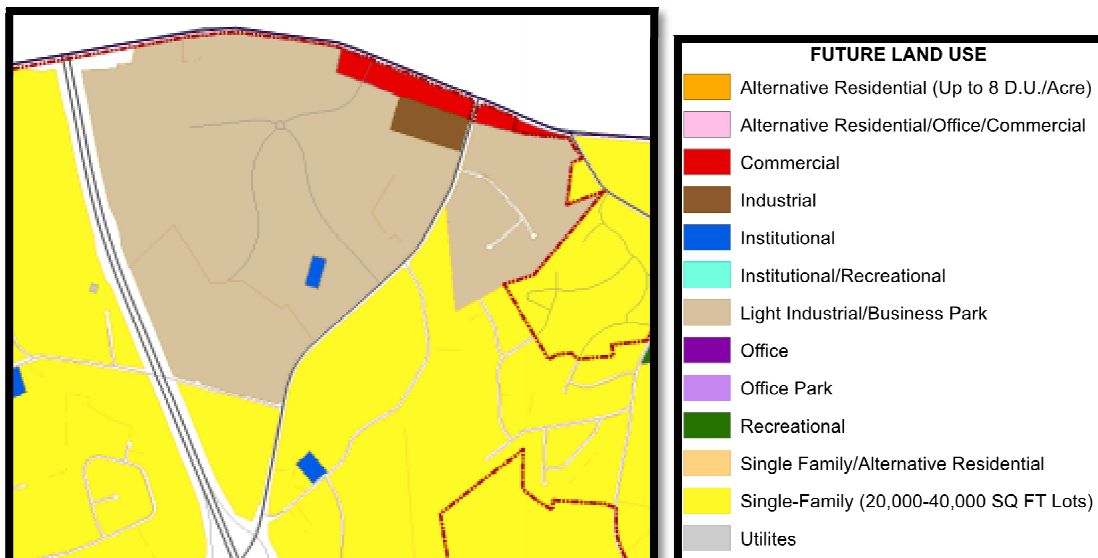 FUTURE LAND USE
Alternative Residential (Up to 8 D.U./Acre)
Alternative Residential/Office/Commercial
Commercial
Industrial
Institutional
Institutional/Recreational
Light Industrial/Business Park
Office
Office Park
Recreational
Single Family/Alternative Residential
Single-Family (20,000-40,000 SQ FT Lots)
Utilites